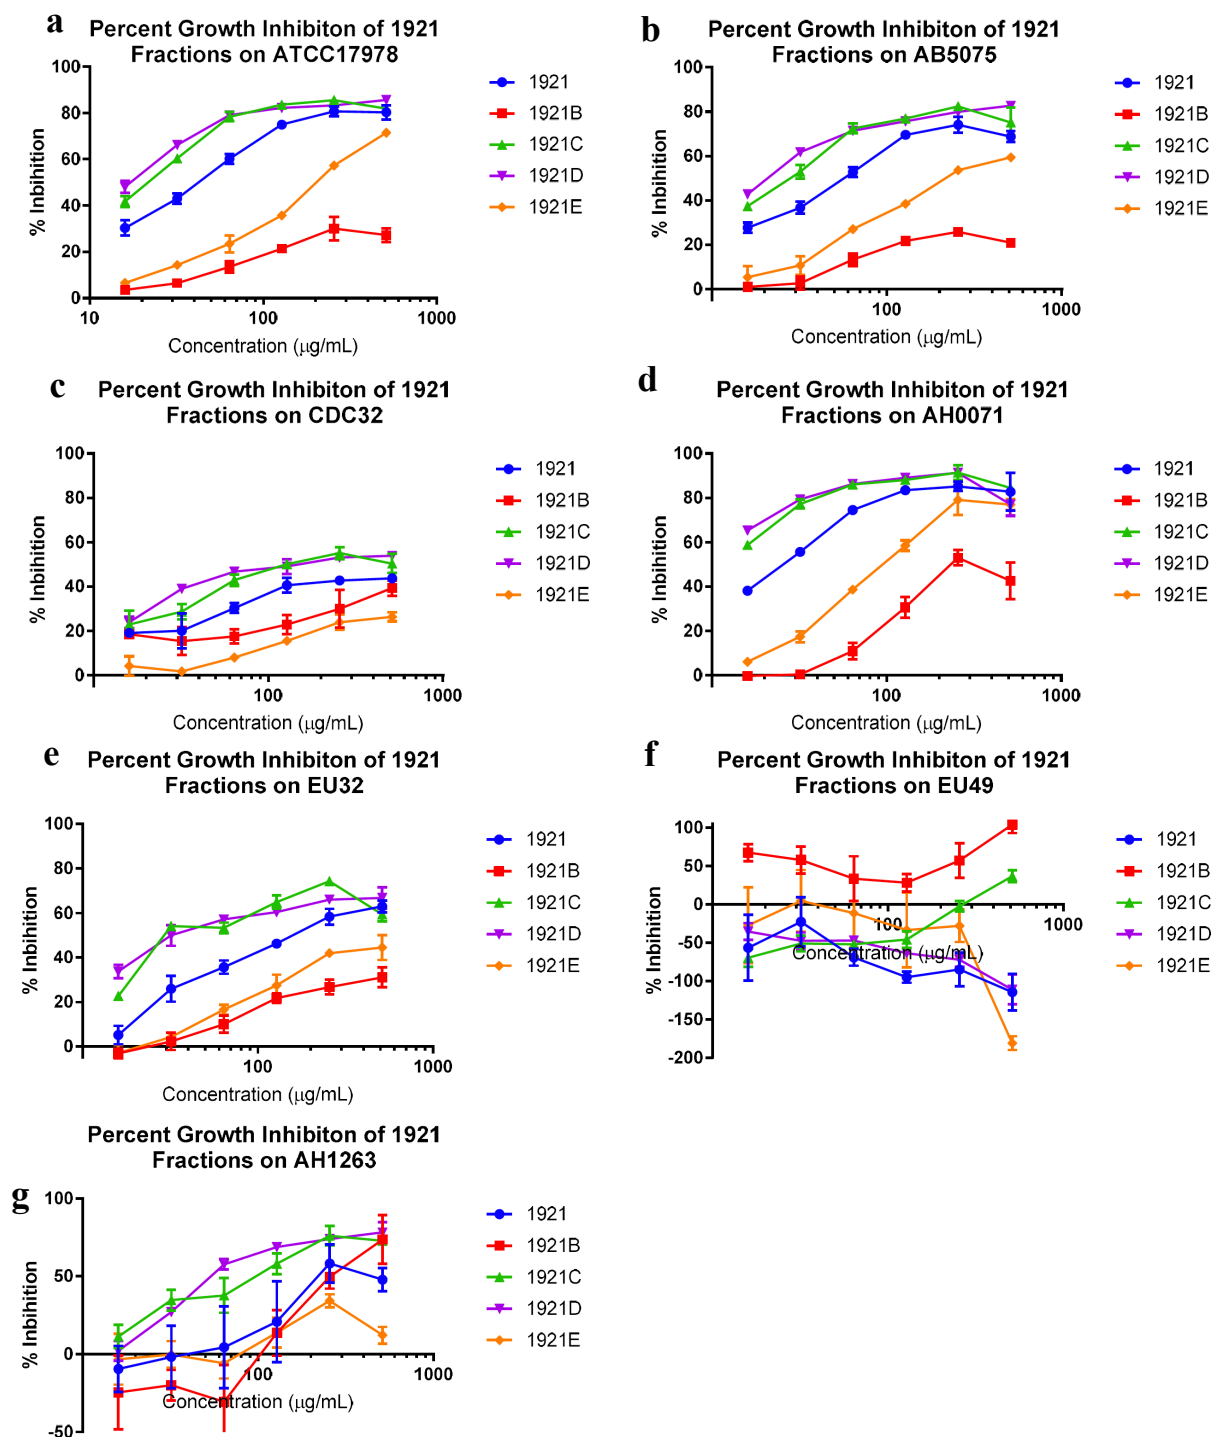 a
Percent Growth Inhibiton of 1921
Fractions on ATCC17978
100
80
60
40
20
0
% Inbihition
10
100
1000
Concentration (µg/mL)
1921
1921B
1921C
1921D
1921E
b
Percent Growth Inhibiton of 1921
Fractions on AB5075
100
80
60
40
20
0
% Inbihition
100
1000
Concentration (µg/mL)
1921
1921B
1921C
1921D
1921E
c
Percent Growth Inhibiton of 1921
Fractions on CDC32
100
80
60
40
20
0
% Inbihition
100
1000
Concentration (µg/mL)
1921
1921B
1921C
1921D
1921E
d
Percent Growth Inhibiton of 1921
Fractions on AH0071
100
80
60
40
20
0
% Inbihition
100
1000
Concentration (µg/mL)
1921
1921B
1921C
1921D
1921E
e
Percent Growth Inhibiton of 1921
Fractions on EU32
100
80
60
40
20
0
% Inbihition
100
1000
Concentration (µg/mL)
1921
1921B
1921C
1921D
1921E
f
Percent Growth Inhibiton of 1921
Fractions on EU49
100
50
0
-50
-100
-150
-200
% Inbihition
100
1000
Concentration (µg/mL)
1921
1921B
1921C
1921D
1921E
g
Percent Growth Inhibiton of 1921
Fractions on AH1263
100
50
0
-50
% Inbihition
100
1000
Concentration (µg/mL)
1921
1921B
1921C
1921D
1921E